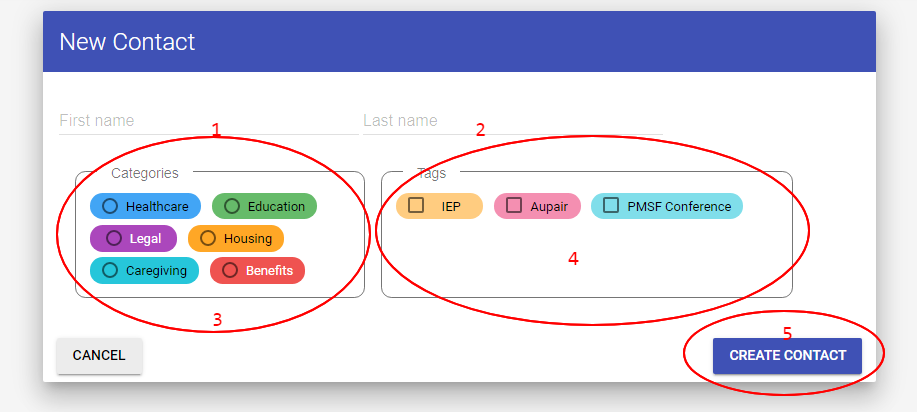 New Contact
First name Last name
1 2
Categories Tags
Healthcare Education IEP Aupair PMSF Conference
Legal Housing
4
Caregiving Benefits
3
5
CANCEL CREATE CONTACT